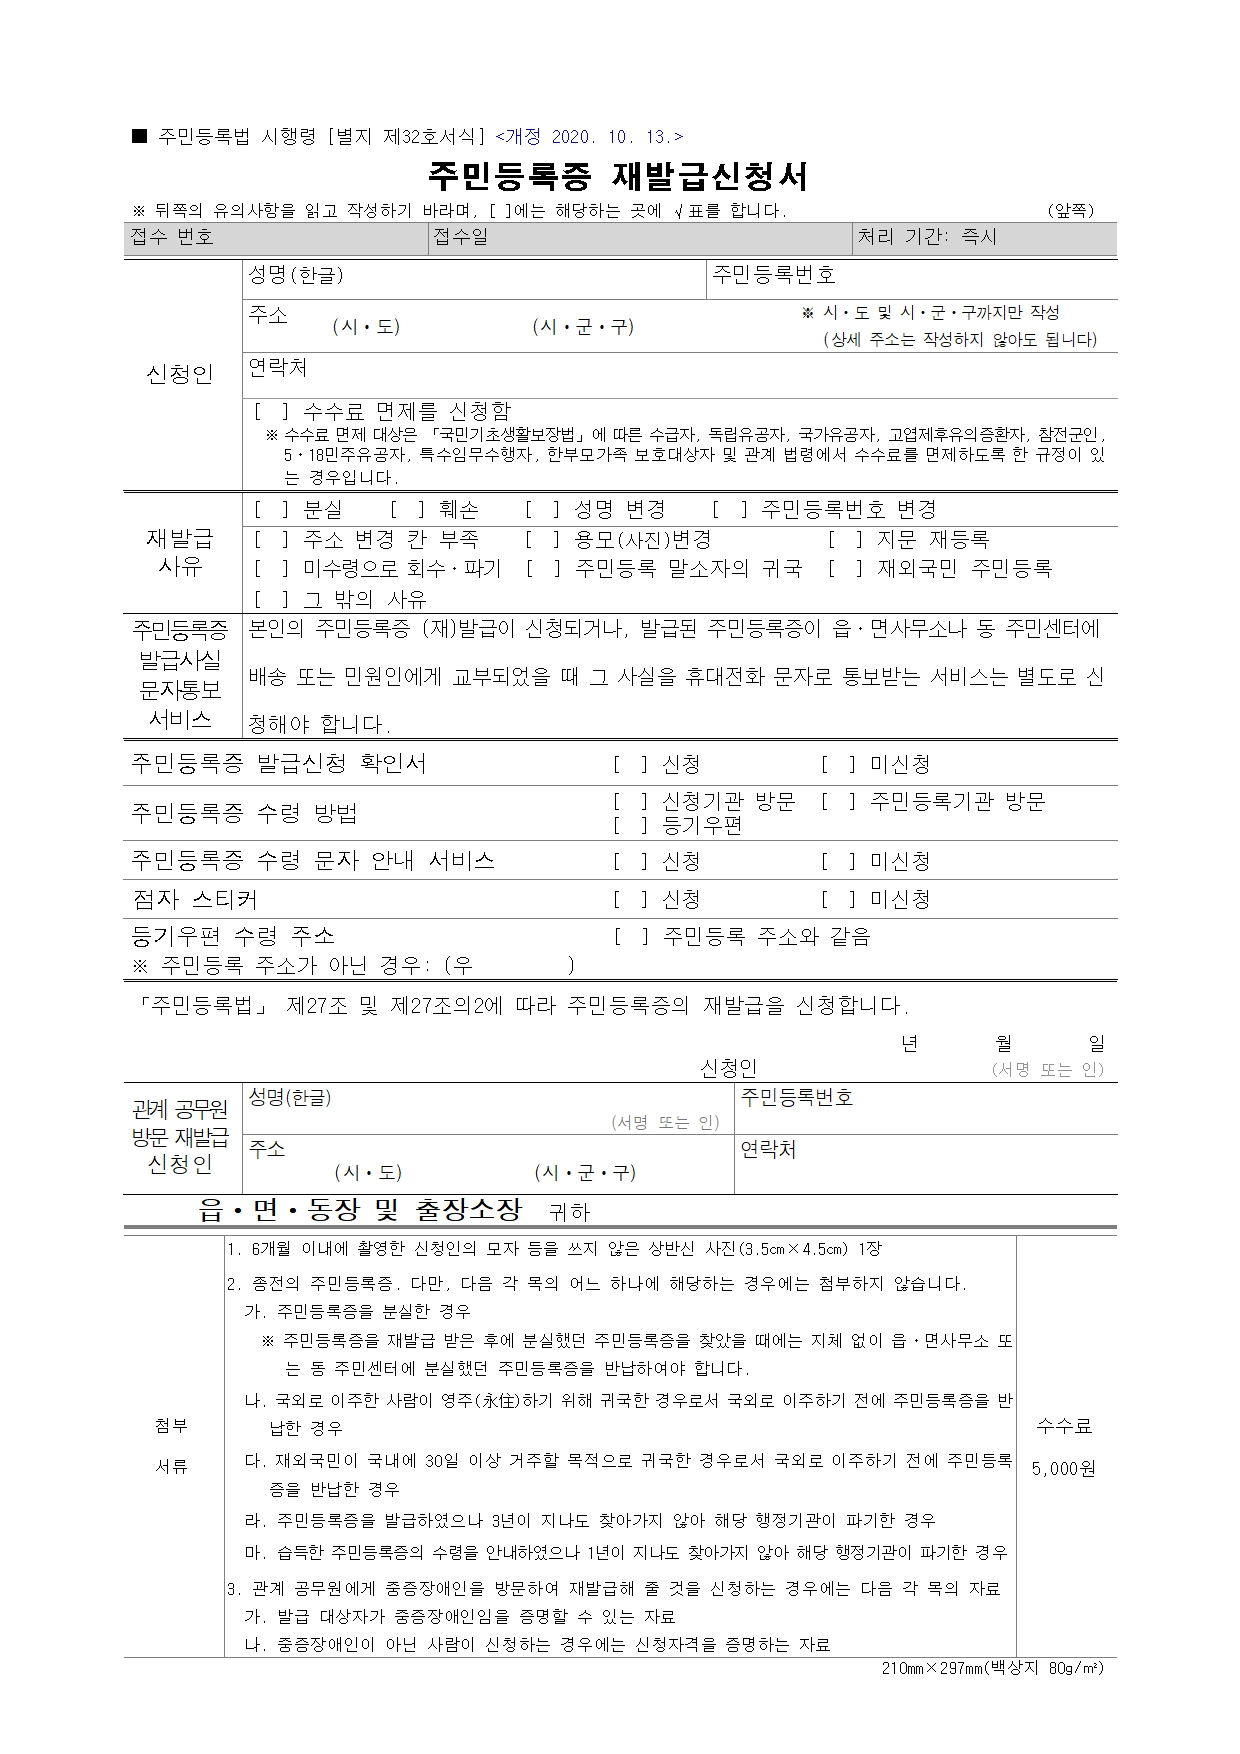 ■ 주민등록법 시행령 [별지 제32호서식] <개정 2020. 10. 13.>
주민등록증 재발급신청서
※ 뒤쪽의 유의사항을 읽고 작성하기 바라며, [ ]에는 해당하는 곳에 √표를 합니다. (앞쪽)
접수 번호 접수일 처리 기간: 즉시
신청인
성명(한글) 주민등록번호
주소 (시·도) (시·군·구) ※ 시·도 및 시·군·구까지만 작성
(상세 주소는 작성하지 않아도 됩니다)
연락처
[ ] 수수료 면제를 신청함
※ 수수료 면제 대상은 「국민기초생활보장법」에 따른 수급자, 독립유공자, 국가유공자, 고엽제후유의증환자, 참전군인,
5·18민주유공자, 특수임무수행자, 한부모가족 보호대상자 및 관계 법령에서 수수료를 면제하도록 한 규정이 있
는 경우입니다.
재발급
사유
[ ] 분실 [ ] 훼손 [ ] 성명 변경 [ ] 주민등록번호 변경
[ ] 주소 변경 칸 부족 [ ] 용모(사진)변경 [ ] 지문 재등록
[ ] 미수령으로 회수·파기 [ ] 주민등록 말소자의 귀국 [ ] 재외국민 주민등록
[ ] 그 밖의 사유
주민등록증
발급사실
문자통보
서비스
본인의 주민등록증 (재)발급이 신청되거나, 발급된 주민등록증이 읍·면사무소나 동 주민센터에
배송 또는 민원인에게 교부되었을 때 그 사실을 휴대전화 문자로 통보받는 서비스는 별도로 신
청해야 합니다.
주민등록증 발급신청 확인서 [ ] 신청 [ ] 미신청
주민등록증 수령 방법 [ ] 신청기관 방문 [ ] 주민등록기관 방문
[ ] 등기우편
주민등록증 수령 문자 안내 서비스 [ ] 신청 [ ] 미신청
점자 스티커 [ ] 신청 [ ] 미신청
등기우편 수령 주소 [ ] 주민등록 주소와 같음
※ 주민등록 주소가 아닌 경우: (우 )
「주민등록법」 제27조 및 제27조의2에 따라 주민등록증의 재발급을 신청합니다.
년 월 일
신청인 (서명 또는 인)
관계 공무원
방문 재발급
신청인
성명(한글) (서명 또는 인) 주민등록번호
주소 (시·도) (시·군·구) 연락처
읍·면·동장 및 출장소장 귀하
첨부
서류
1. 6개월 이내에 촬영한 신청인의 모자 등을 쓰지 않은 상반신 사진(3.5㎝×4.5㎝) 1장
2. 종전의 주민등록증. 다만, 다음 각 목의 어느 하나에 해당하는 경우에는 첨부하지 않습니다.
가. 주민등록증을 분실한 경우
※ 주민등록증을 재발급 받은 후에 분실했던 주민등록증을 찾았을 때에는 지체 없이 읍·면사무소 또
는 동 주민센터에 분실했던 주민등록증을 반납하여야 합니다.
나. 국외로 이주한 사람이 영주(永住)하기 위해 귀국한 경우로서 국외로 이주하기 전에 주민등록증을 반
납한 경우
다. 재외국민이 국내에 30일 이상 거주할 목적으로 귀국한 경우로서 국외로 이주하기 전에 주민등록
증을 반납한 경우
라. 주민등록증을 발급하였으나 3년이 지나도 찾아가지 않아 해당 행정기관이 파기한 경우
마. 습득한 주민등록증의 수령을 안내하였으나 1년이 지나도 찾아가지 않아 해당 행정기관이 파기한 경우
3. 관계 공무원에게 중증장애인을 방문하여 재발급해 줄 것을 신청하는 경우에는 다음 각 목의 자료
가. 발급 대상자가 중증장애인임을 증명할 수 있는 자료
나. 중증장애인이 아닌 사람이 신청하는 경우에는 신청자격을 증명하는 자료
수수료
5,000원
210㎜×297㎜(백상지 80g/㎡)